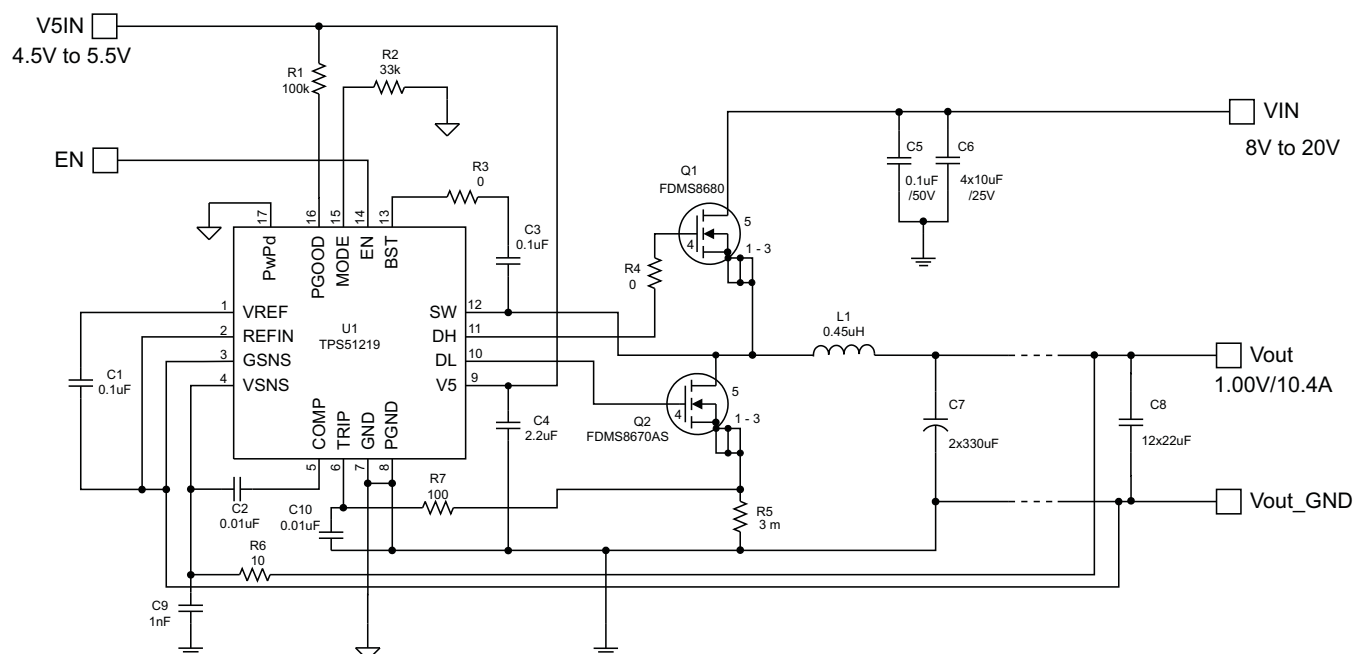 V5IN
4.5V to 5.5V
R1
100k
R2
33k
EN
R3
0
C3
0.1uF
Q1
FDMS8680
5
4
1 - 3
C5
0.1uF
/50V
C6
4x10uF
/25V
VIN
8V to 20V
17
16
15
14
13
PwPd
PGOOD
MODE
EN
BST
R4
0
1
VREF
2
REFIN
3
GSNS
4
VSNS
U1
TPS51219
SW
12
DH
11
DL
10
V5
9
COMP
TRIP
GND
PGND
5
6
7
8
C1
0.1uF
L1
0.45uH
Vout
1.00V/10.4A
Q2
FDMS8670AS
5
4
1 - 3
C4
2.2uF
C7
2x330uF
C8
12x22uF
C2
0.01uF
C10
0.01uF
R7
100
R5
3 m
Vout_GND
R6
10
C9
1nF